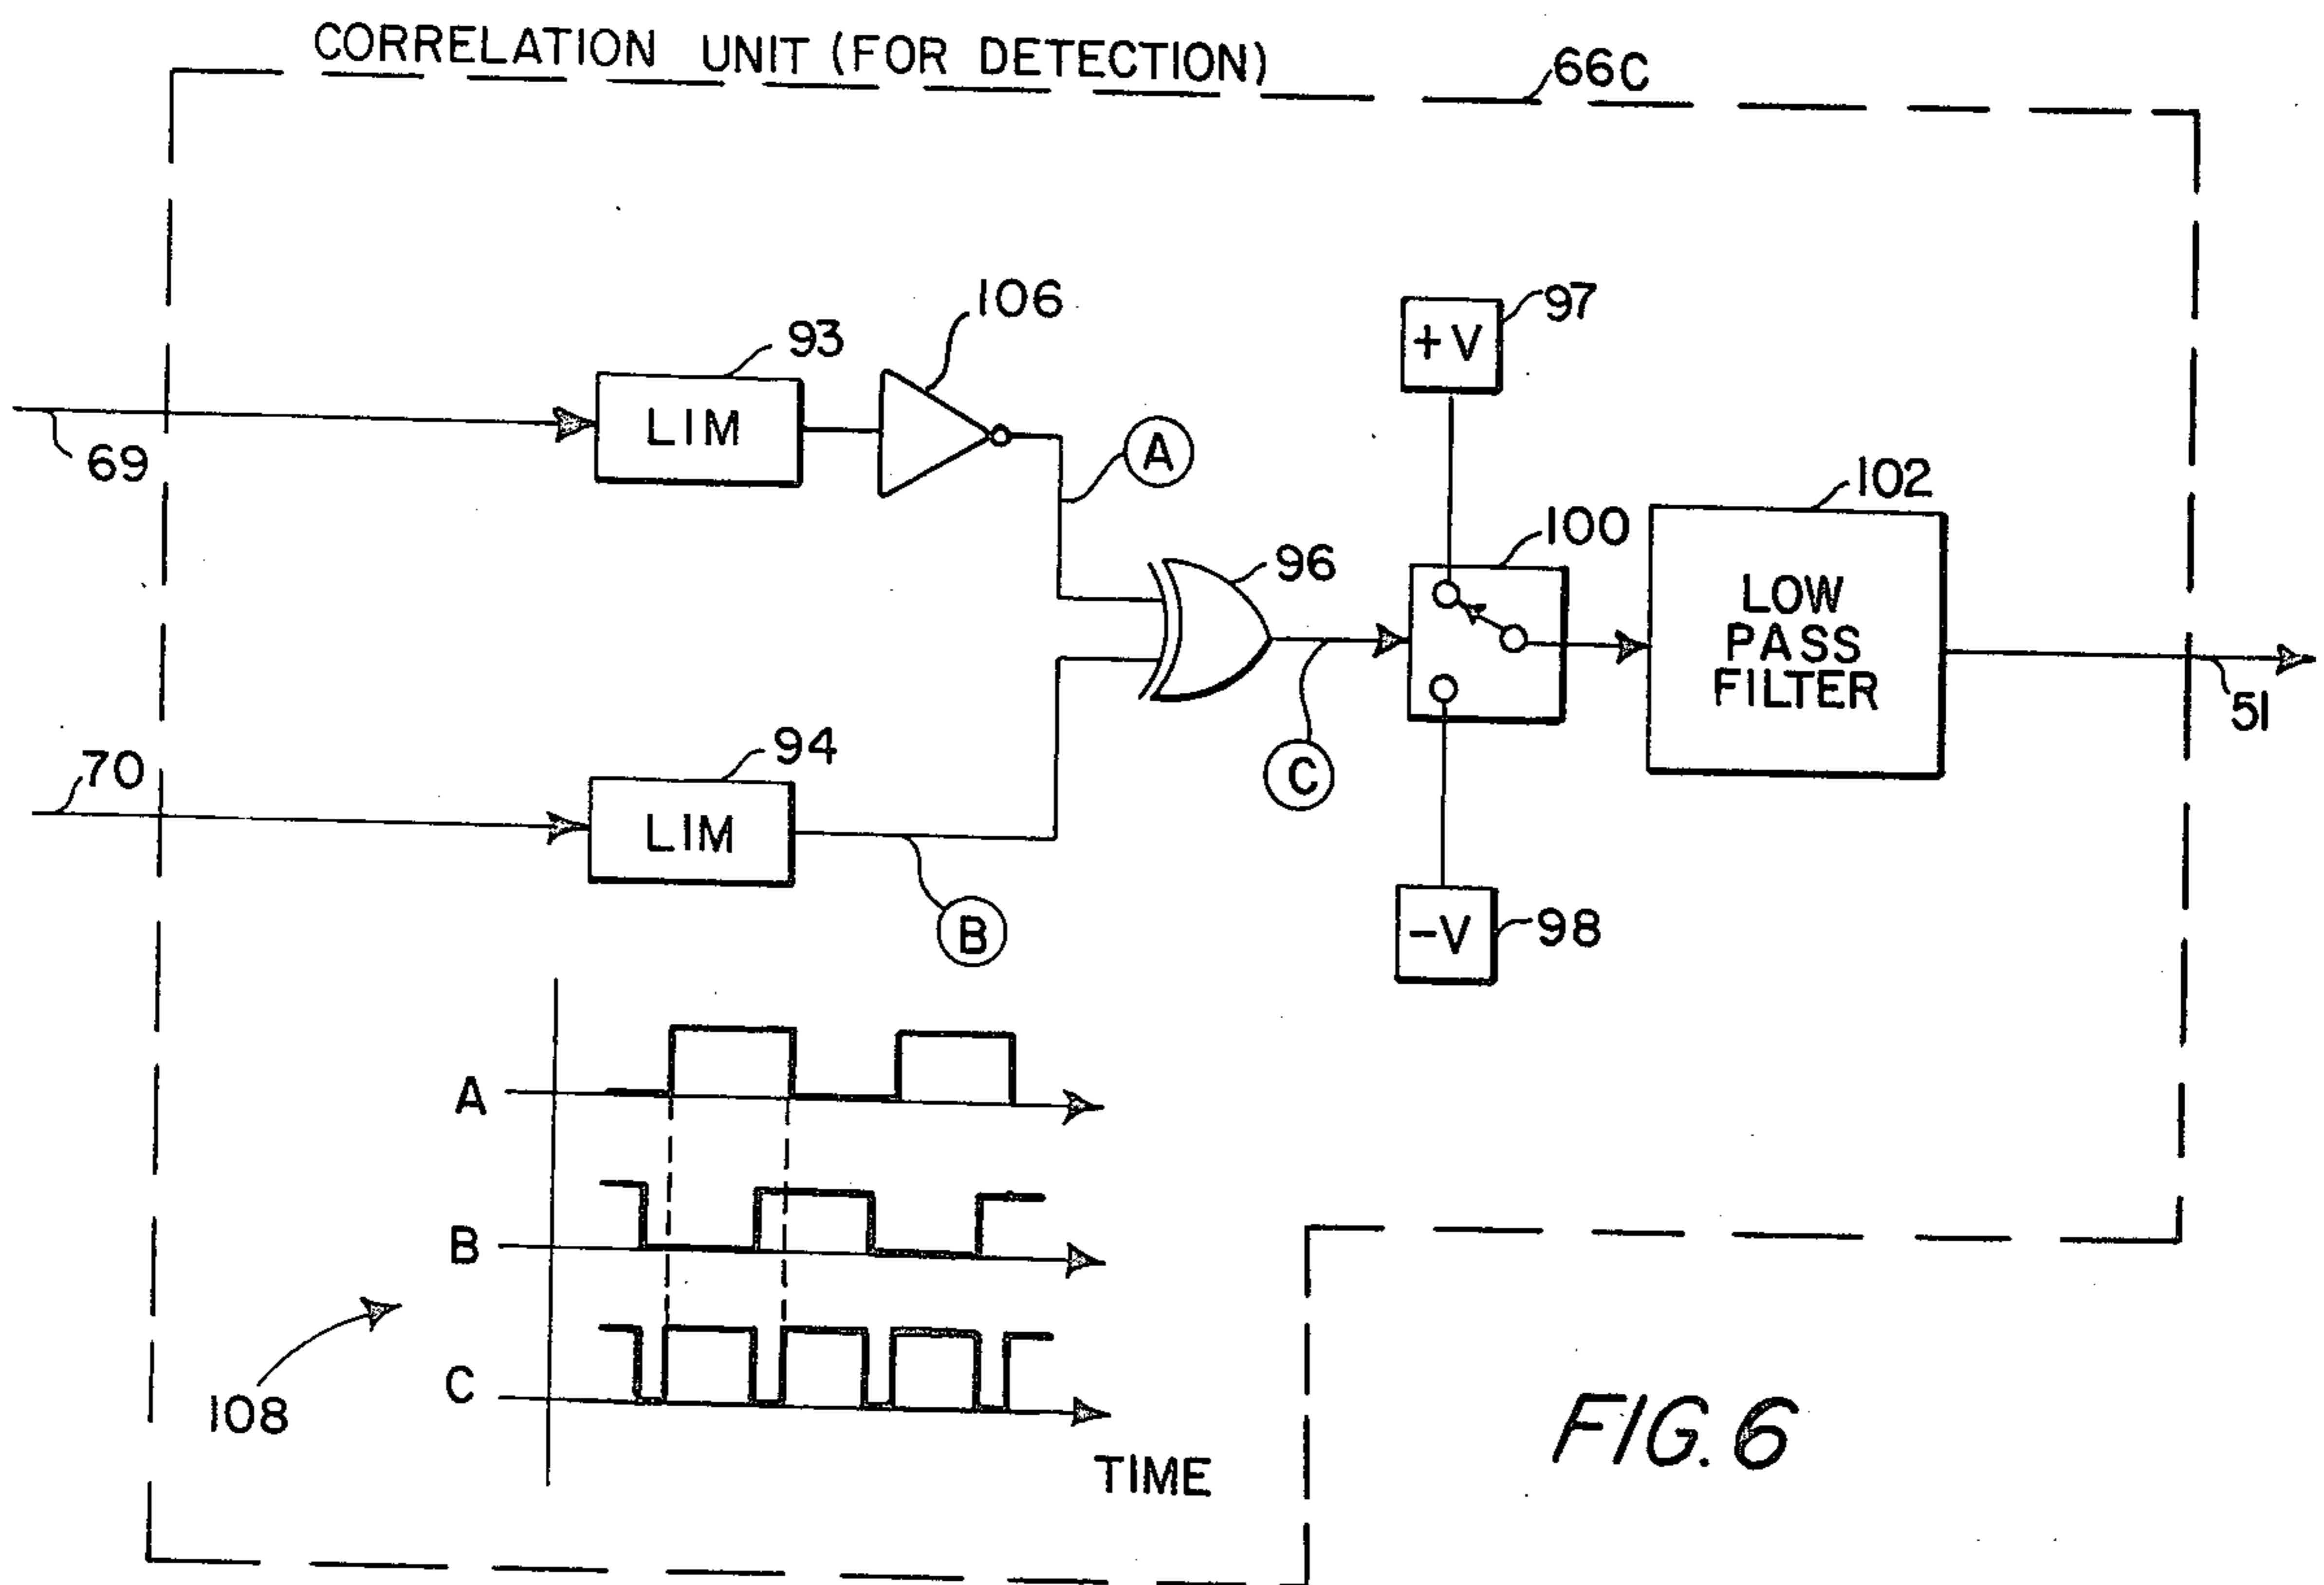 CORRELATION UNIT (FOR DETECTION)
66C
106
97
93
+V
LIM
A
69
102
100
96
LOW
PASS
FILTER
51
94
70
C
LIM
B
-V
98
A
B
C
108
TIME
FIG. 6